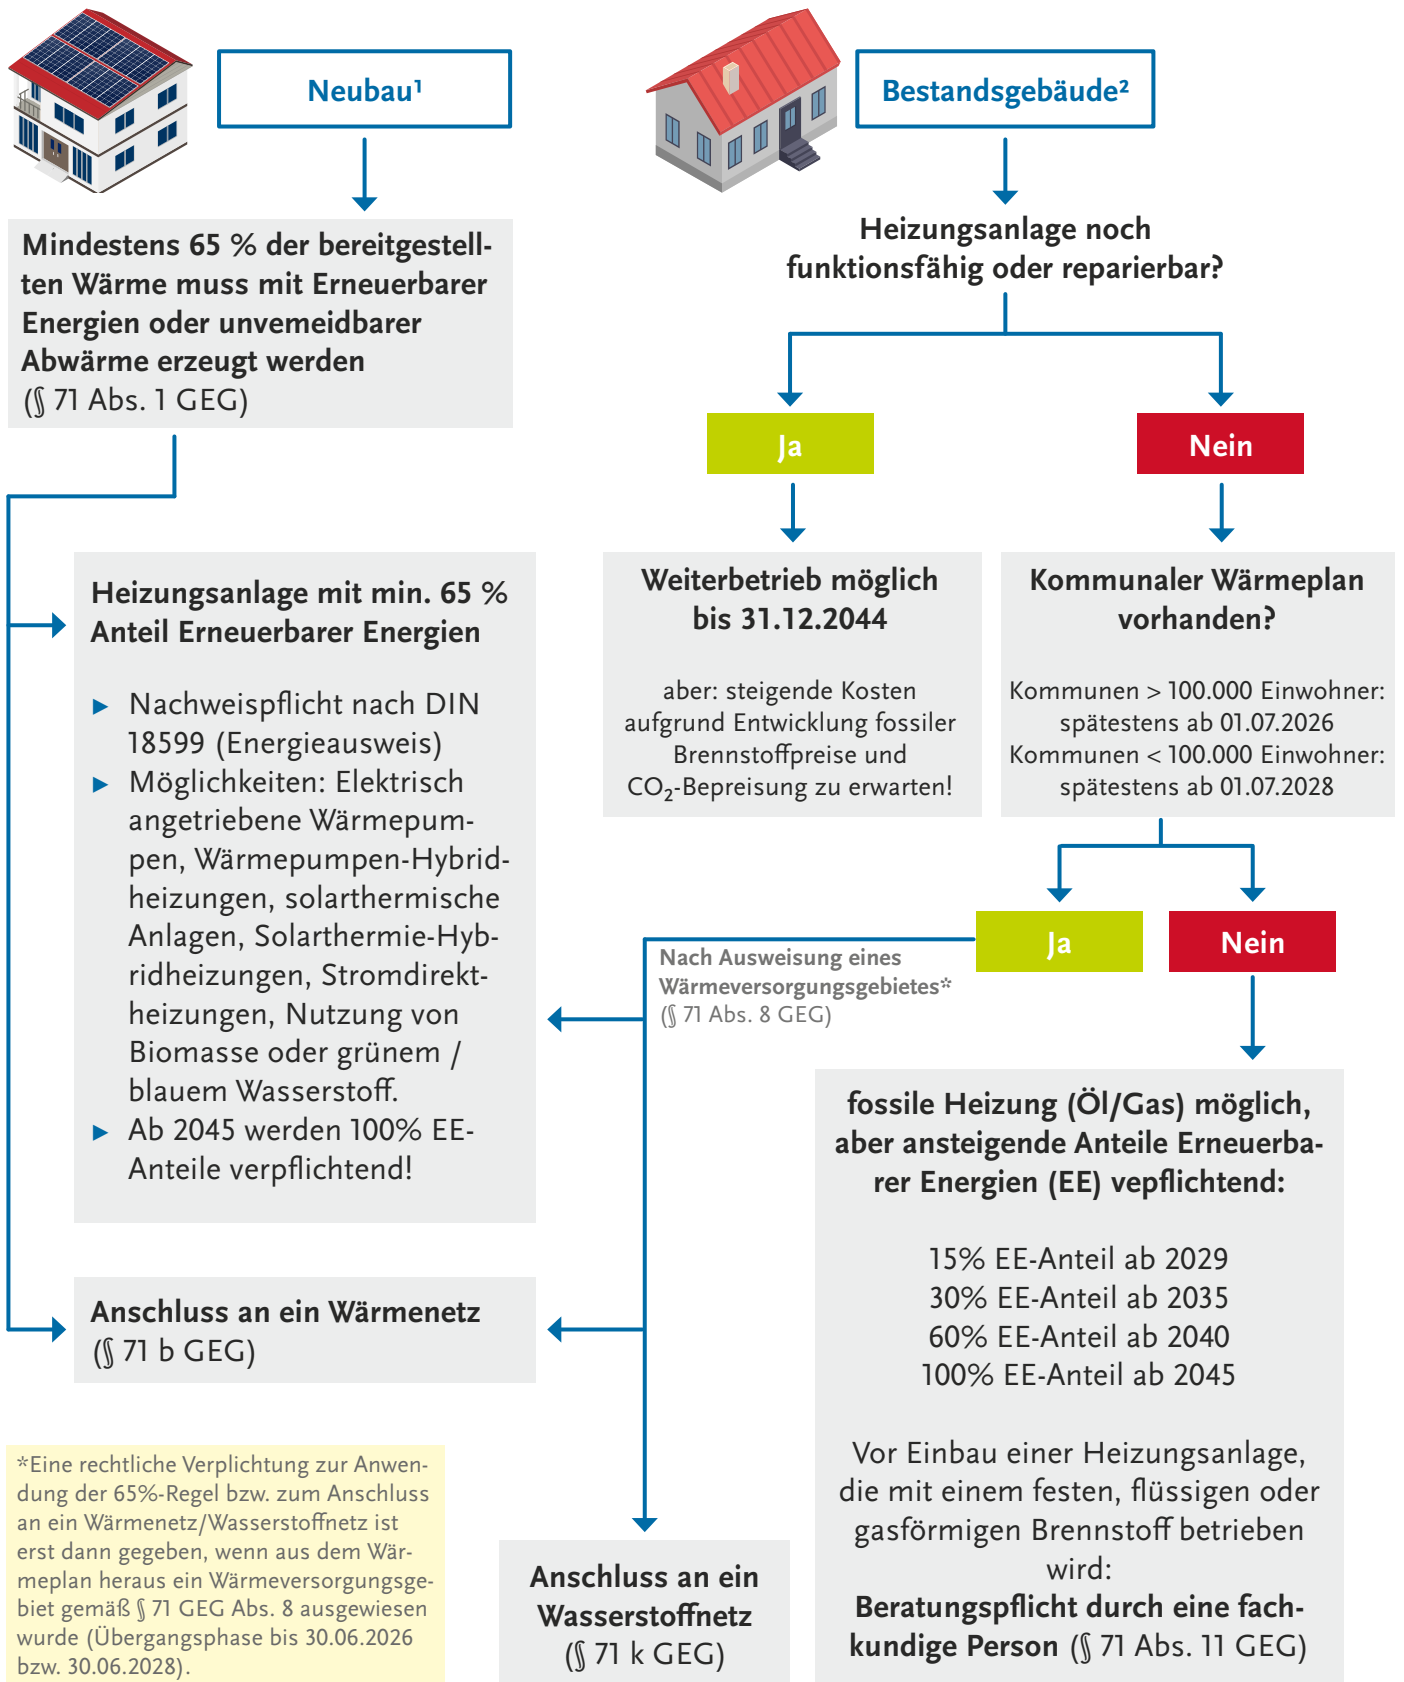 Neubau¹
Mindestens 65 % der bereitgestell-
ten Wärme muss mit Erneuerbarer
Energien oder unvemeidbarer
Abwärme erzeugt werden
(§ 71 Abs. 1 GEG)
Heizungsanlage mit min. 65 %
Anteil Erneuerbarer Energien
► Nachweispflicht nach DIN
18599 (Energieausweis)
► Möglichkeiten: Elektrisch
angetriebene Wärmepum-
pen, Wärmepumpen-Hybrid-
heizungen, solarthermische
Anlagen, Solarthermie-Hyb-
ridheizungen, Stromdirekt-
heizungen, Nutzung von
Biomasse oder grünem /
blauem Wasserstoff.
► Ab 2045 werden 100% EE-
Anteile verpflichtend!
Anschluss an ein Wärmenetz
(§ 71 b GEG)
Bestandsgebäude²
Heizungsanlage noch
funktionsfähig oder reparierbar?
Ja
Nein
Weiterbetrieb möglich
bis 31.12.2044
aber: steigende Kosten
aufgrund Entwicklung fossiler
Brennstoffpreise und
CO₂-Bepreisung zu erwarten!
Kommunaler Wärmeplan
vorhanden?
Kommunen > 100.000 Einwohner:
spätestens ab 01.07.2026
Kommunen < 100.000 Einwohner:
spätestens ab 01.07.2028
Ja
Nein
Nach Ausweisung eines
Wärmeversorgungsgebietes*
(§ 71 Abs. 8 GEG)
fossile Heizung (Öl/Gas) möglich,
aber ansteigende Anteile Erneuerba-
rer Energien (EE) vepflichtend:
15% EE-Anteil ab 2029
30% EE-Anteil ab 2035
60% EE-Anteil ab 2040
100% EE-Anteil ab 2045
Vor Einbau einer Heizungsanlage,
die mit einem festen, flüssigen oder
gasförmigen Brennstoff betrieben
wird:
Beratungspflicht durch eine fach-
kundige Person (§ 71 Abs. 11 GEG)
Anschluss an ein
Wasserstoffnetz
(§ 71 k GEG)
*Eine rechtliche Verplichtung zur Anwen-
dung der 65%-Regel bzw. zum Anschluss
an ein Wärmenetz/Wasserstoffnetz ist
erst dann gegeben, wenn aus dem Wär-
meplan heraus ein Wärmeversorgungsge-
biet gemäß § 71 GEG Abs. 8 ausgewiesen
wurde (Übergangsphase bis 30.06.2026
bzw. 30.06.2028).